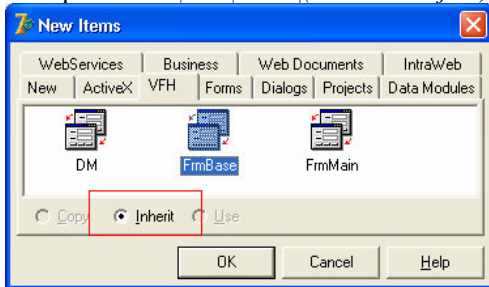 New Items
WebServices Business Web Documents IntraWeb
New ActiveX VFH Forms Dialogs Projects Data Modules
DM FrmBase FrmMain
Copy Inherit Use
OK Cancel Help